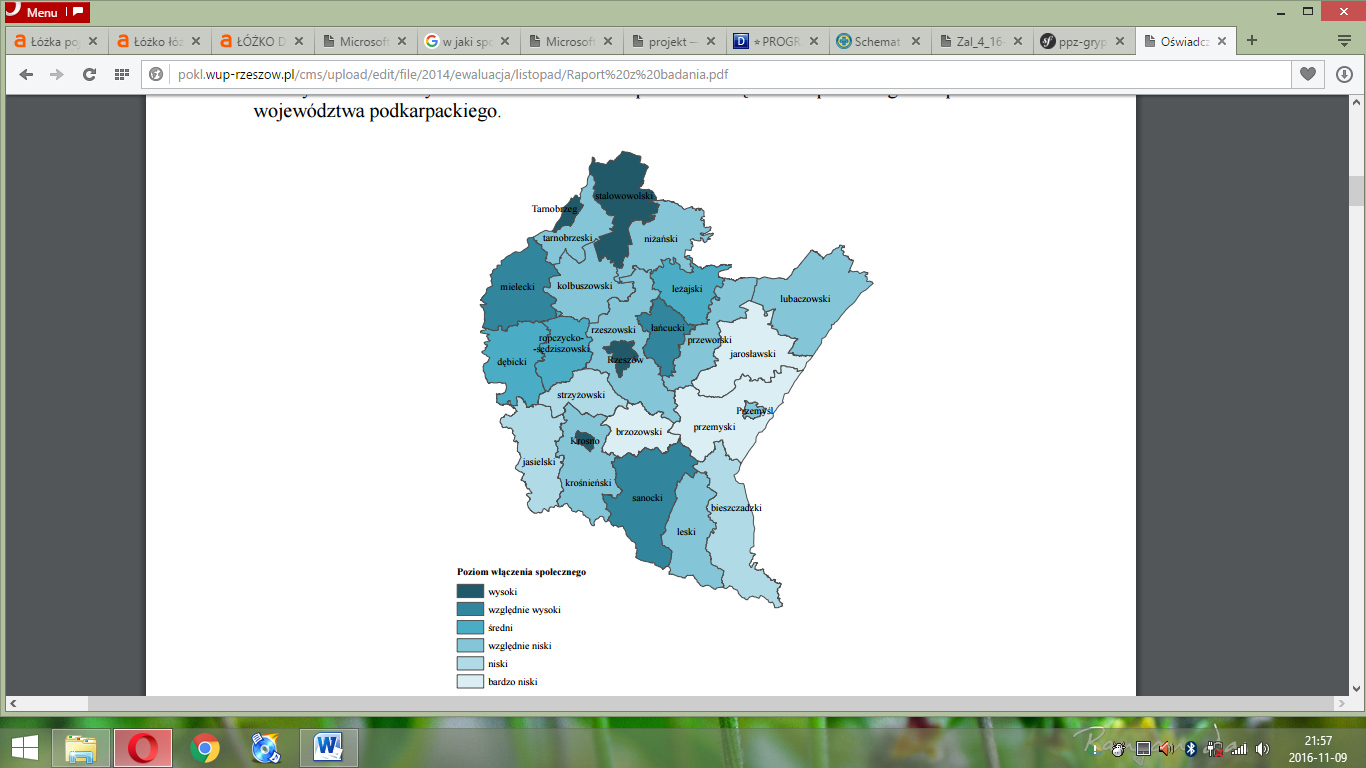 Menu
Łóżka poj
Łóżko łóż
ŁÓŻKO D
Microsoft
w jaki spo
Microsoft
projekt —
★PROGR
Schemat
Zal_4_16-
ppz-gryp
Oświadcz
pokl.wup-rzeszow.pl/cms/upload/edit/file/2014/ewaluacja/listopad/Raport%20z%20badania.pdf
województwa podkarpackiego.
stalowowolski
Tarnobrzeg
tarnobrzeski
niżański
mielecki
kolbuszowski
leżajski
lubaczowski
rzeszowski
łańcucki
ropczycko-
-sędziszowski
przeworski
jarosławski
dębicki
Rzeszów
strzyżowski
Przemyśl
przemyski
brzozowski
Krosno
jasielski
krośnieński
sanocki
bieszczadzki
leski
Poziom włączenia społecznego
wysoki
względnie wysoki
średni
względnie niski
niski
bardzo niski
21:57
2016-11-09